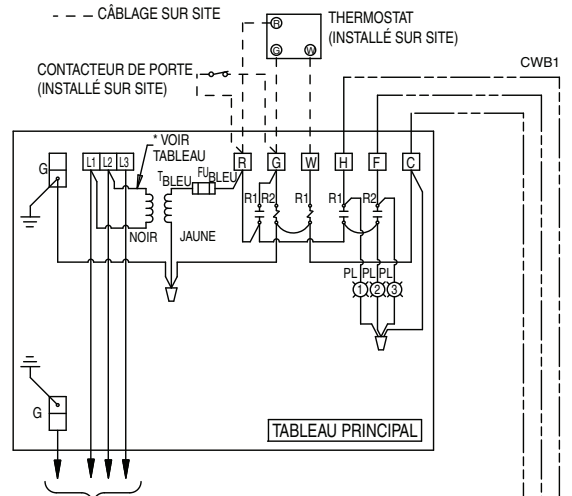 CÂBLAGE SUR SITE
THERMOSTAT
(INSTALLÉ SUR SITE)
R
G W
CONTACTEUR DE PORTE
(INSTALLÉ SUR SITE)
CWB1
* VOIR
TABLEAU
G
L1 L2 L3
R G W H F C
T BLEU FU BLEU
R1 R2 R1 R1 R2
NOIR
JAUNE
PL PL PL
1 2 3
G
TABLEAU PRINCIPAL